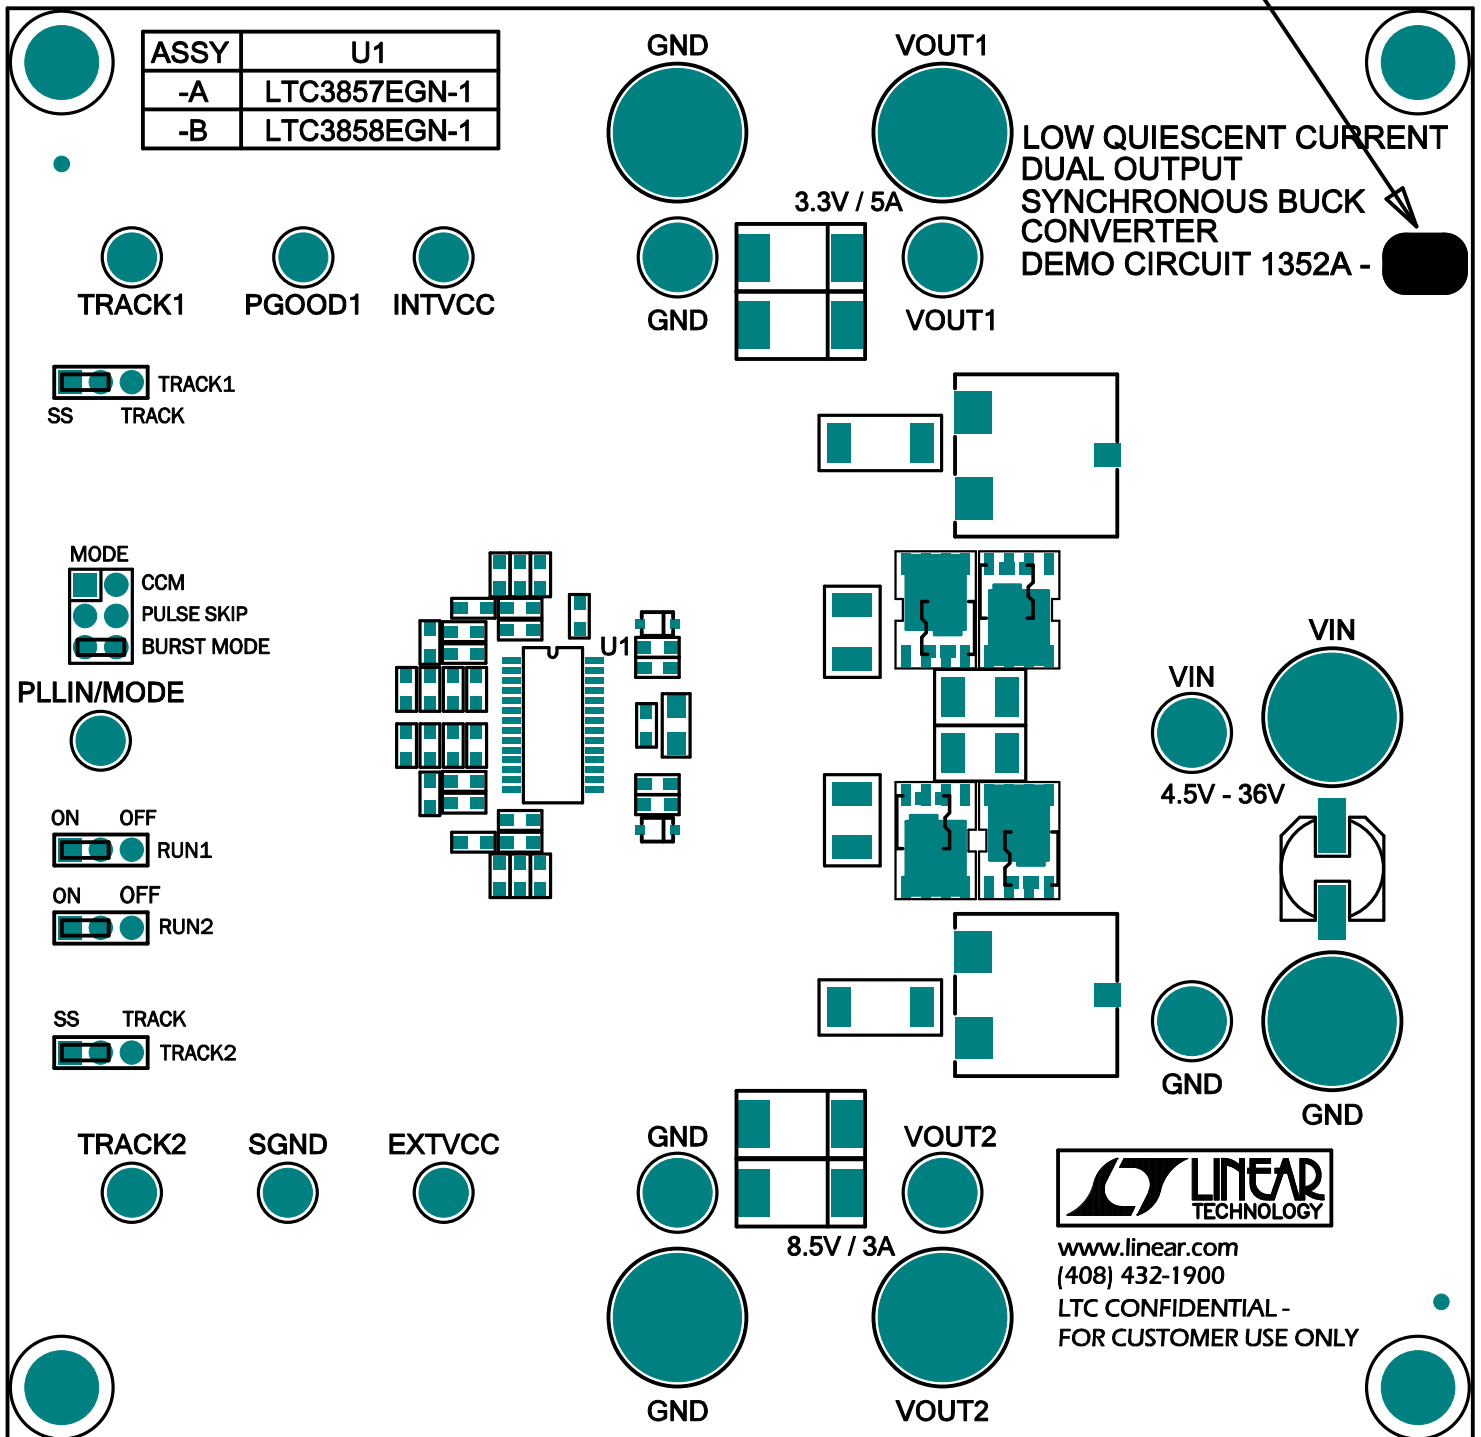 ASSY U1
-A LTC3857EGN-1
-B LTC3858EGN-1
GND VOUT1
LOW QUIESCENT CURRENT
DUAL OUTPUT
SYNCHRONOUS BUCK
CONVERTER
DEMO CIRCUIT 1352A -
3.3V / 5A
TRACK1 PGOOD1 INTVCC
GND VOUT1
TRACK1
SS TRACK
MODE
CCM
PULSE SKIP
BURST MODE
PLLIN/MODE
U1
VIN
VIN
4.5V - 36V
ON OFF
RUN1
ON OFF
RUN2
SS TRACK
TRACK2
GND
GND
TRACK2 SGND EXTVCC
GND VOUT2
8.5V / 3A
GND VOUT2
LINEAR
TECHNOLOGY
www.linear.com
(408) 432-1900
LTC CONFIDENTIAL -
FOR CUSTOMER USE ONLY